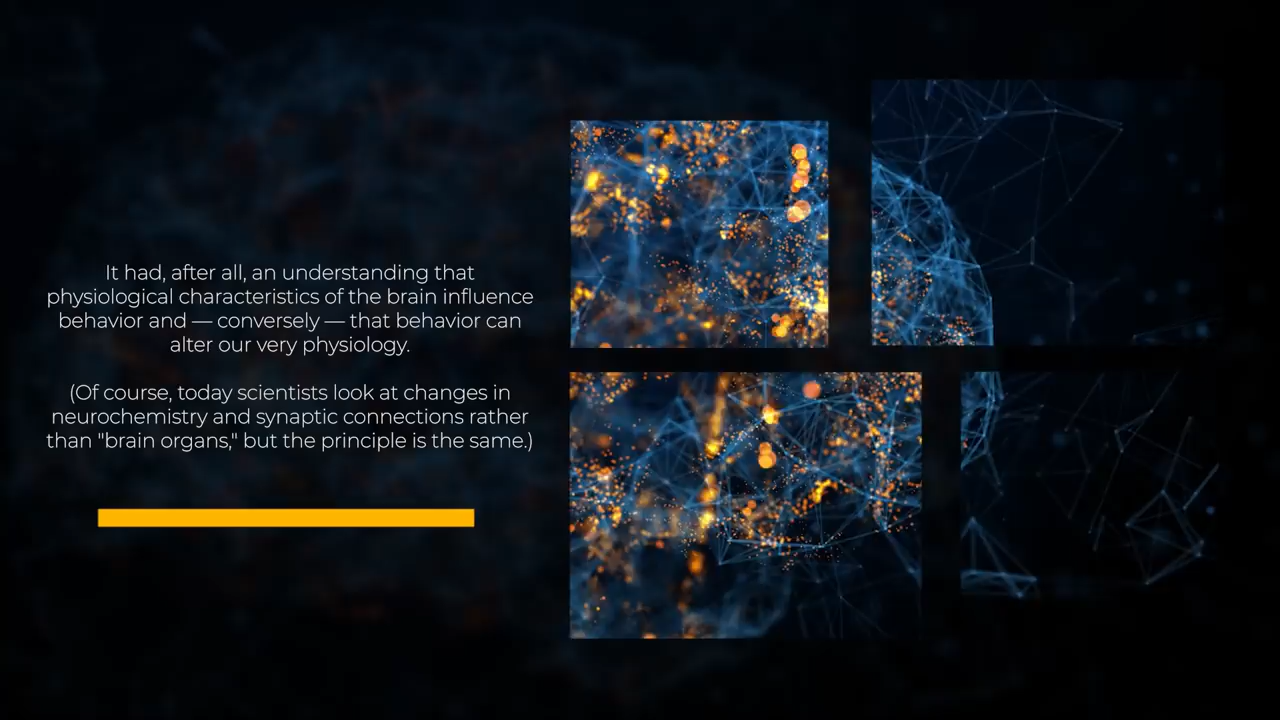 It had, after all, an understanding that
physiological characteristics of the brain influence
behavior and — conversely — that behavior can
alter our very physiology.
(Of course, today scientists look at changes in
neurochemistry and synaptic connections rather
than "brain organs," but the principle is the same.)